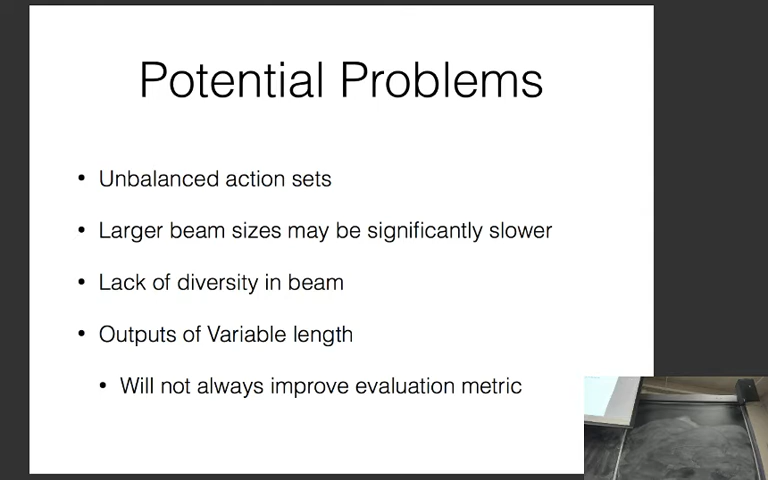 Potential Problems
• Unbalanced action sets
• Larger beam sizes may be significantly slower
• Lack of diversity in beam
• Outputs of Variable length
• Will not always improve evaluation metric